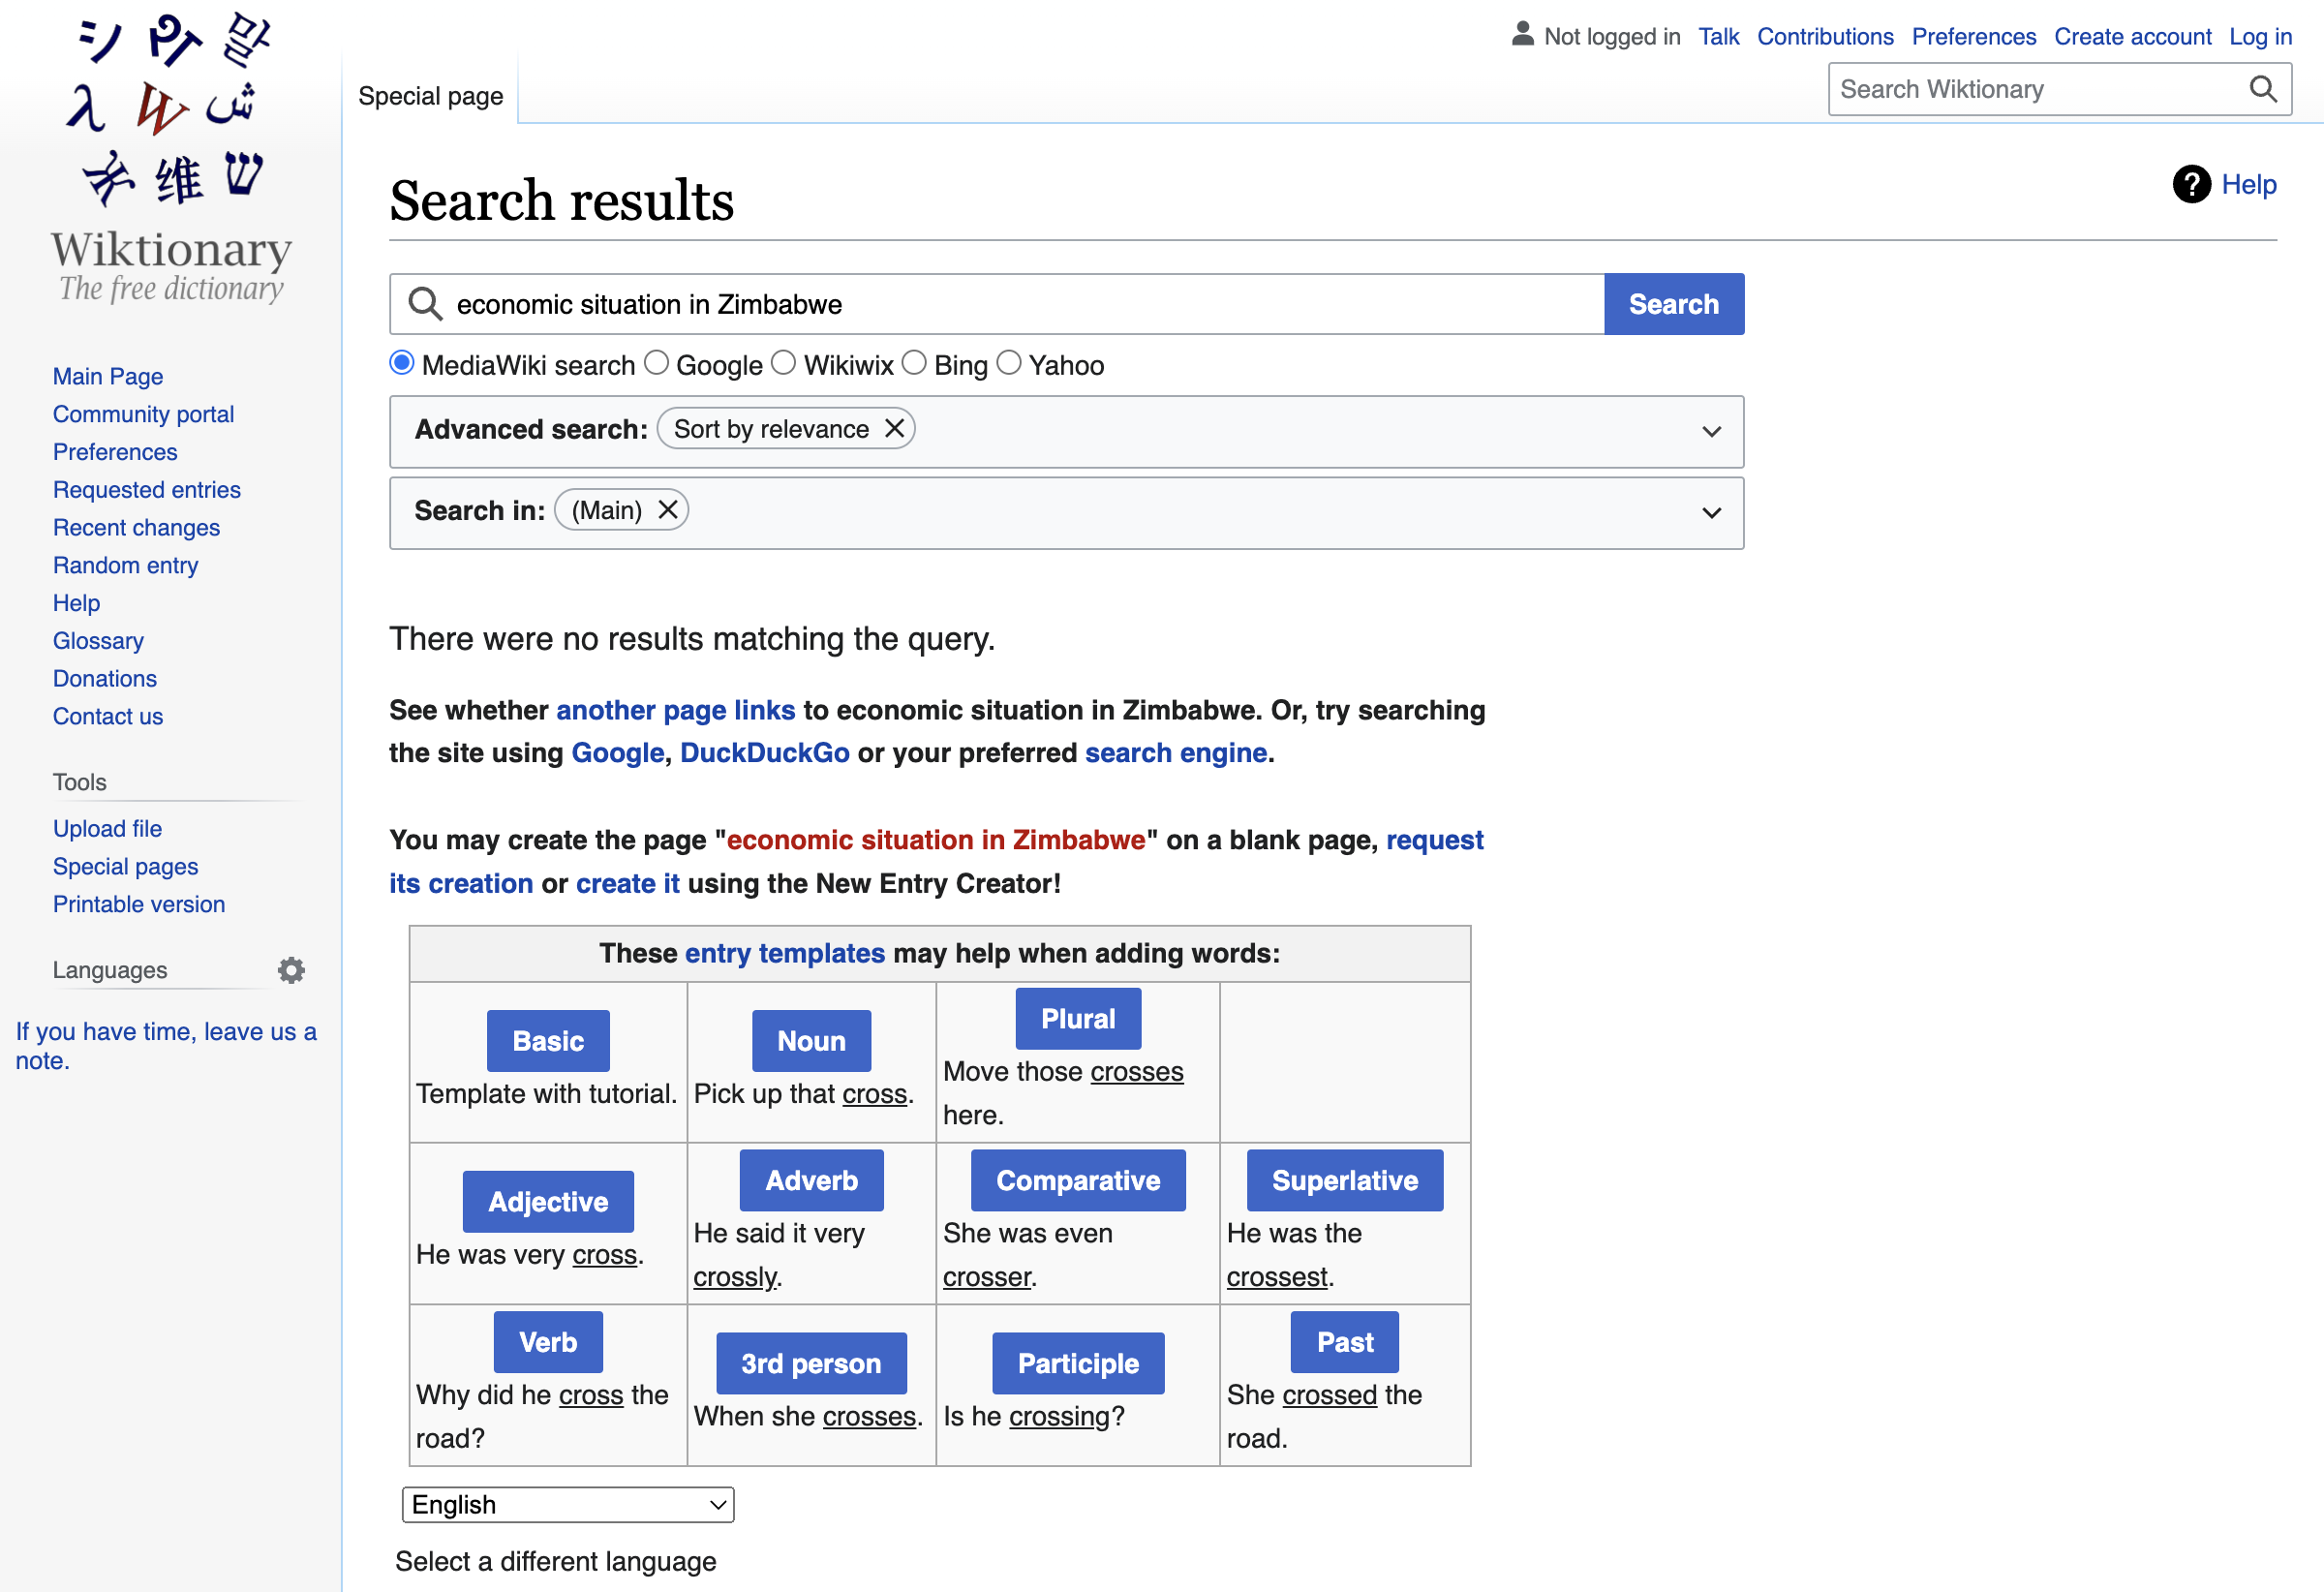 シ
말
λ
W
维
ש
Wiktionary
The free dictionary
Main Page
Community portal
Preferences
Requested entries
Recent changes
Random entry
Help
Glossary
Donations
Contact us
Tools
Upload file
Special pages
Printable version
Languages
If you have time, leave us a
note.
Not logged in Talk Contributions Preferences Create account Log in
Special page
Search Wiktionary
Search results
? Help
economic situation in Zimbabwe
Search
MediaWiki search Google Wikiwix Bing Yahoo
Advanced search: Sort by relevance
Search in: (Main)
There were no results matching the query.
See whether another page links to economic situation in Zimbabwe. Or, try searching
the site using Google, DuckDuckGo or your preferred search engine.
You may create the page "economic situation in Zimbabwe" on a blank page, request
its creation or create it using the New Entry Creator!
These entry templates may help when adding words:
Basic
Template with tutorial.
Noun
Pick up that cross.
Plural
Move those crosses
here.
Adjective
He was very cross.
Adverb
He said it very
crossly.
Comparative
She was even
crosser.
Superlative
He was the
crossest.
Verb
Why did he cross the
road?
3rd person
When she crosses.
Participle
Is he crossing?
Past
She crossed the
road.
English
Select a different language